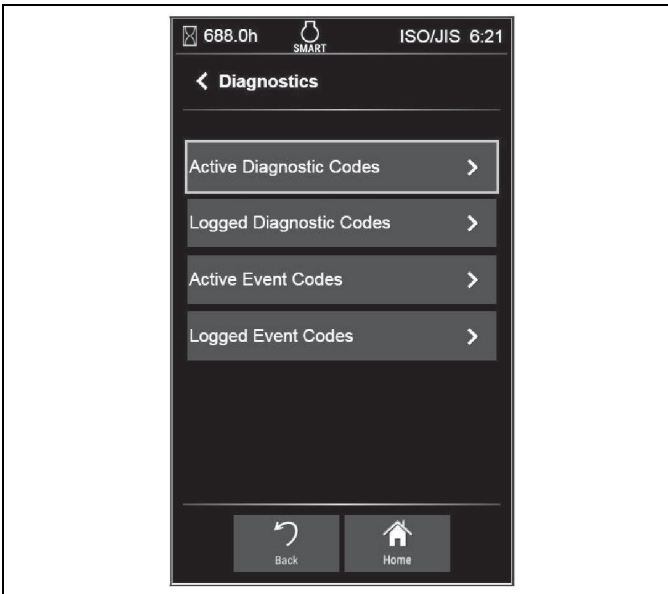 688.0h SMART ISO/JIS 6:21
Diagnostics
Active Diagnostic Codes
Logged Diagnostic Codes
Active Event Codes
Logged Event Codes
Back Home